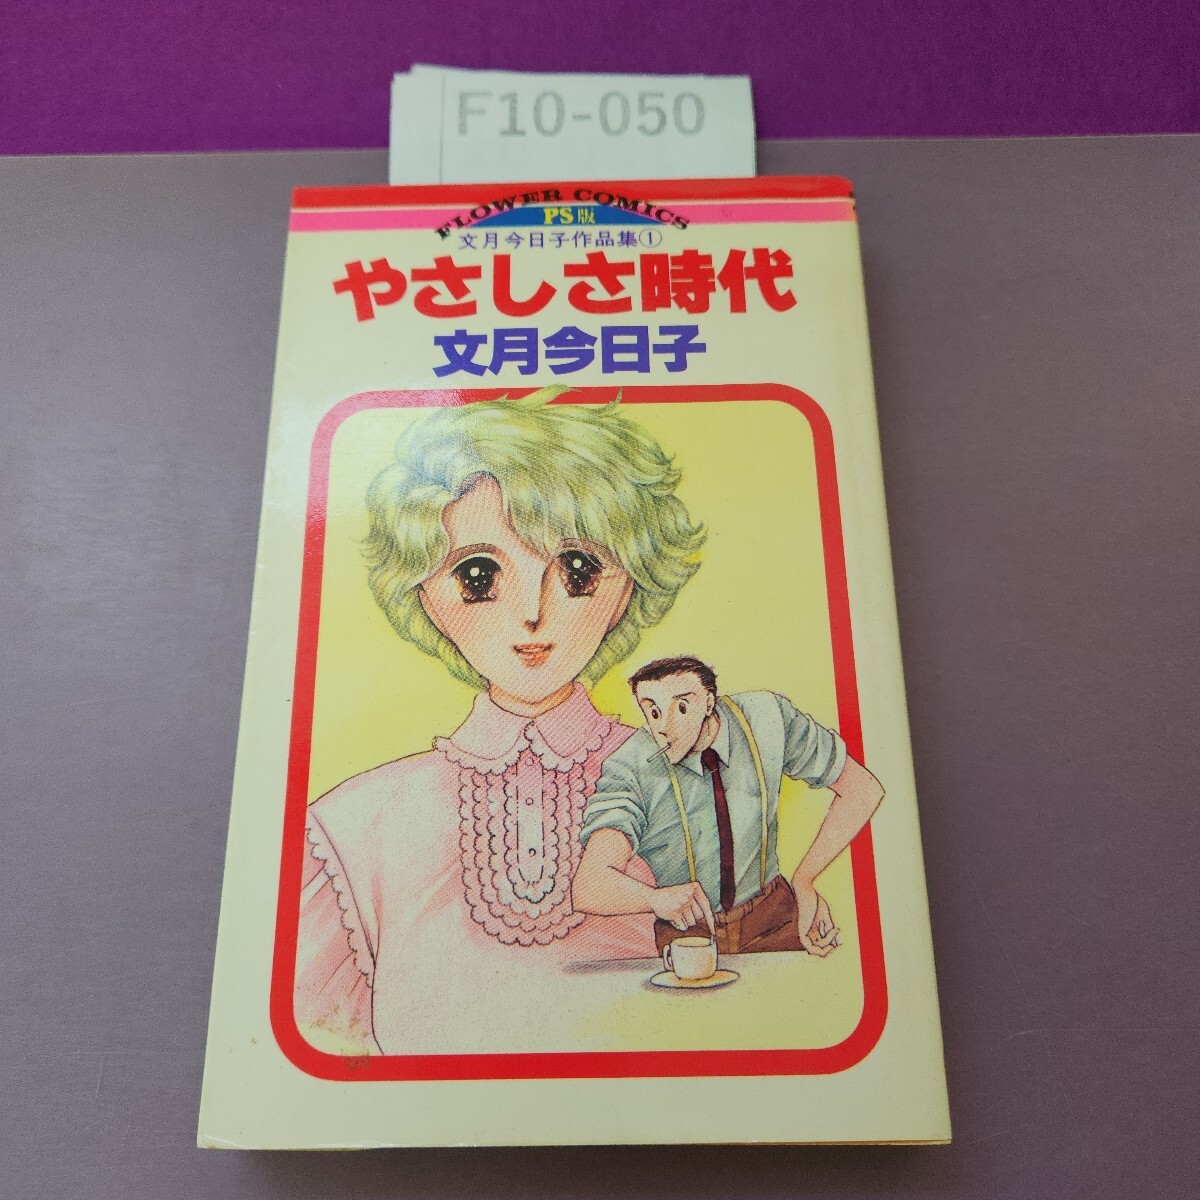 F10-050
FLOWER COMICS
PS版
文月今日子作品集①
やさしさ時代
文月今日子